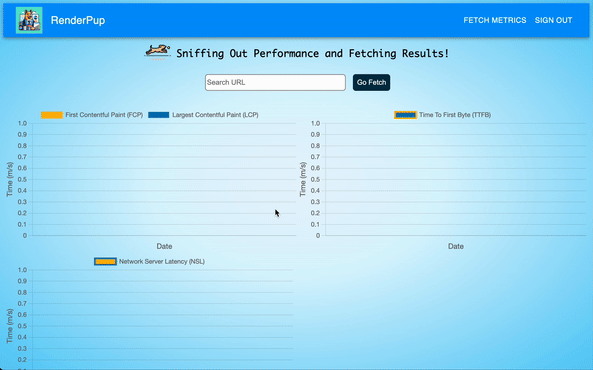 RenderPup
FETCH METRICS SIGN OUT
Sniffing Out Performance and Fetching Results!
Search URL
Go Fetch
First Contentful Paint (FCP) Largest Contentful Paint (LCP)
1.0
0.9
0.8
0.7
0.6
0.5
0.4
0.3
0.2
0.1
0
Time (m/s)
Date
Time To First Byte (TTFB)
1.0
0.9
0.8
0.7
0.6
0.5
0.4
0.3
0.2
0.1
0
Time (m/s)
Date
Network Server Latency (NSL)
1.0
0.9
0.8
0.7
0.6
0.5
0.4
0.3
0.2
Time (m/s)